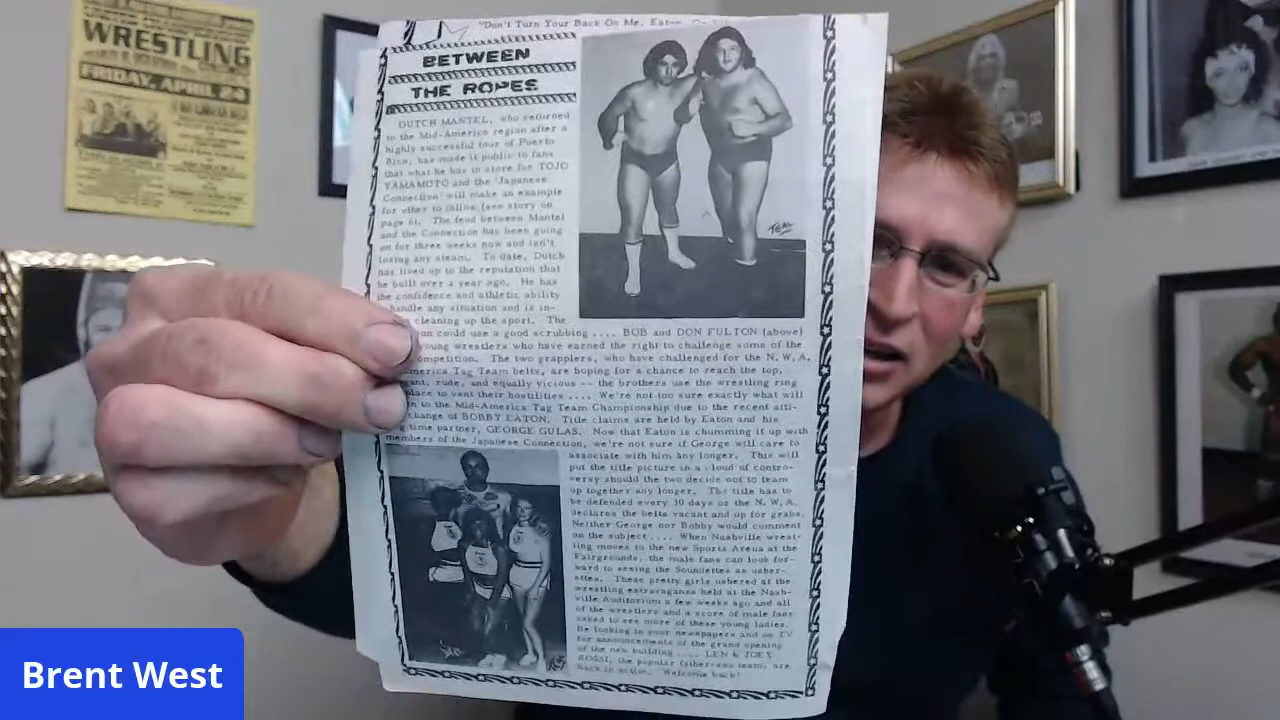 WRESTLING
FRIDAY, APRIL 24
"Don't Turn Your Back On Me, Eaton,
BETWEEN
THE ROPES
DUTCH MANTEL, who returned
to the Mid-America region after a
highly successful tour of Puerto
Rico, has made it public to fans
that what he has in store for TOJO
YAMAMOTO and the 'Japanese
Connection' will make an example
for other to follow (see story on
page 6). The feud between Mantel
and the Connection has been going
on for three weeks now and isn't
losing any steam. To date, Dutch
has lived up to the reputation that
he built over a year ago. He has
the confidence and athletic ability
handle any situation and is in-
cleaning up the sport. The
could use a good scrubbing .... BOB and DON FULTON (above)
young wrestlers who have earned the right to challenge some of the
ompetition. The two grapplers, who have challenged for the N. W. A.
merica Tag Team belts, are hoping for a chance to reach the top.
gant, rude, and equally vicious -- the brothers use the wrestling ring
place to vent their hostilities .... We're not too sure exactly what will
n to the Mid-America Tag Team Championship due to the recent atti-
change of BOBBY EATON. Title claims are held by Eaton and his
time partner, GEORGE GULAS. Now that Eaton is chumming it up with
members of the Japanese Connection, we're not sure if George will care to
associate with him any longer. This will
put the title picture in a cloud of contro-
versy should the two decide not to team
up together any longer. The title has to
be defended every 30 days or the N. W. A.
declares the belts vacant and up for grabs.
Neither George nor Bobby would comment
on the subject .... When Nashville wrest-
ling moves to the new Sports Arena at the
Fairgrounds, the male fans can look for-
ward to seeing the Soundettes as usher-
ettes. These pretty girls ushered at the
wrestling extravaganza held at the Nash-
ville Auditorium a few weeks ago and all
of the wrestlers and a score of male fans
asked to see more of these young ladies.
Be looking in your newspapers and on TV
for announcements of the grand opening
of the new building .... LEN & JOEY
ROSSI, the popular father-son team, are
back in action. Welcome back!
Brent West